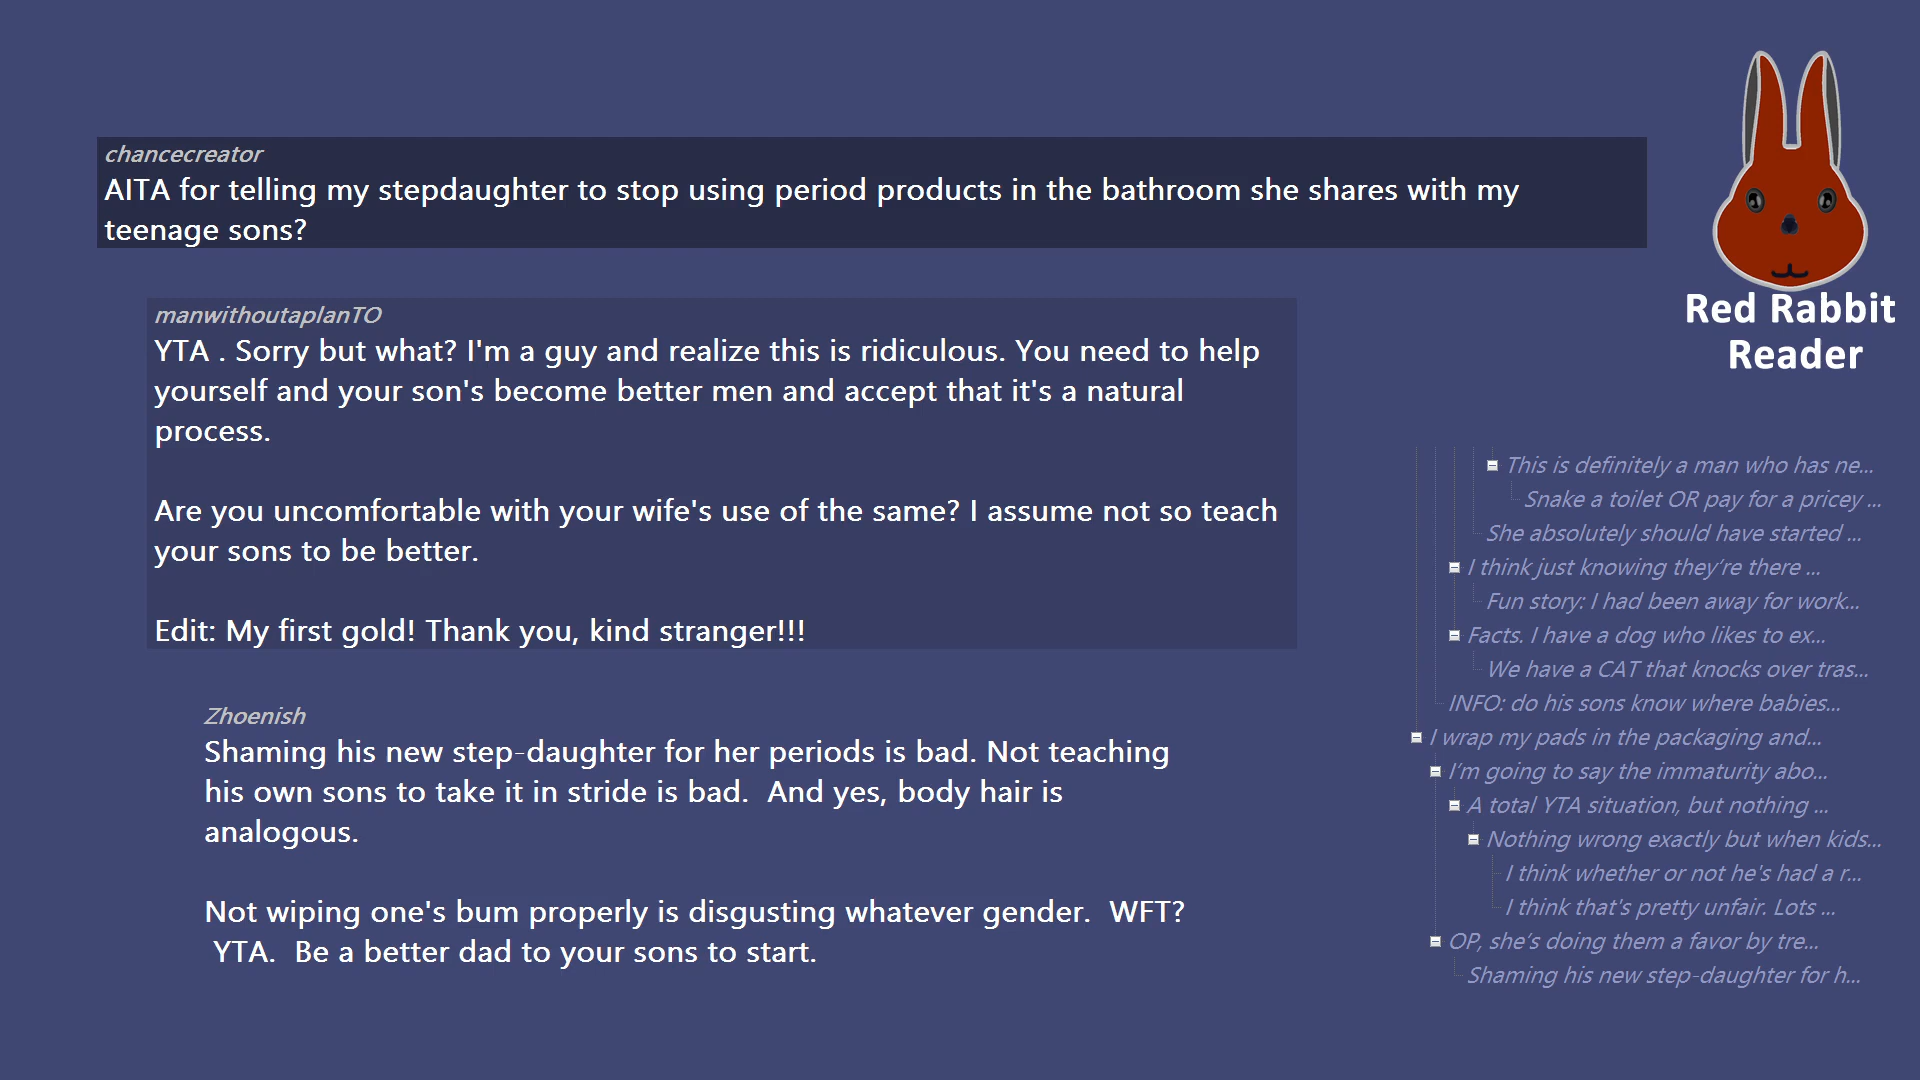 chancecreator
AITA for telling my stepdaughter to stop using period products in the bathroom she shares with my
teenage sons?
manwithoutaplanTO
YTA . Sorry but what? I'm a guy and realize this is ridiculous. You need to help
yourself and your son's become better men and accept that it's a natural
process.
Are you uncomfortable with your wife's use of the same? I assume not so teach
your sons to be better.
Edit: My first gold! Thank you, kind stranger!!!
Zhoenish
Shaming his new step-daughter for her periods is bad. Not teaching
his own sons to take it in stride is bad.  And yes, body hair is
analogous.
Not wiping one's bum properly is disgusting whatever gender.  WFT?
YTA.  Be a better dad to your sons to start.
Red Rabbit
Reader
This is definitely a man who has ne...
Snake a toilet OR pay for a pricey ...
She absolutely should have started ...
I think just knowing they’re there ...
Fun story: I had been away for work...
Facts. I have a dog who likes to ex...
We have a CAT that knocks over tras...
INFO: do his sons know where babies...
I wrap my pads in the packaging and...
I’m going to say the immaturity abo...
A total YTA situation, but nothing ...
Nothing wrong exactly but when kids...
I think whether or not he's had a r...
I think that's pretty unfair. Lots ...
OP, she’s doing them a favor by tre...
Shaming his new step-daughter for h...